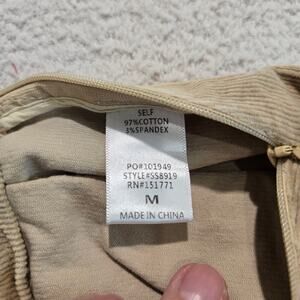 SELF
97%COTTON
3%SPANDEX
PO#101949
STYLE#SS8919
RN#151771
M
MADE IN CHINA